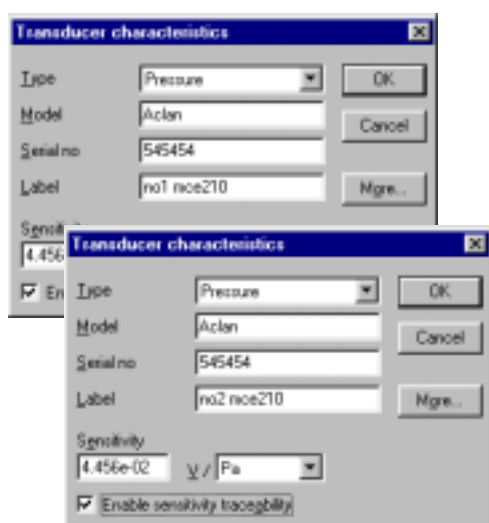 Transducer characteristics
Type Pressure OK
Model Aclan Cancel
Serial no 545454
Label no1 mce210 More...
4.456
Transducer characteristics
Type Pressure OK
Model Aclan Cancel
Serial no 545454
Label no2 mce210 More...
Sensitivity
4.456e-02 V / Pa
Enable sensitivity traceability